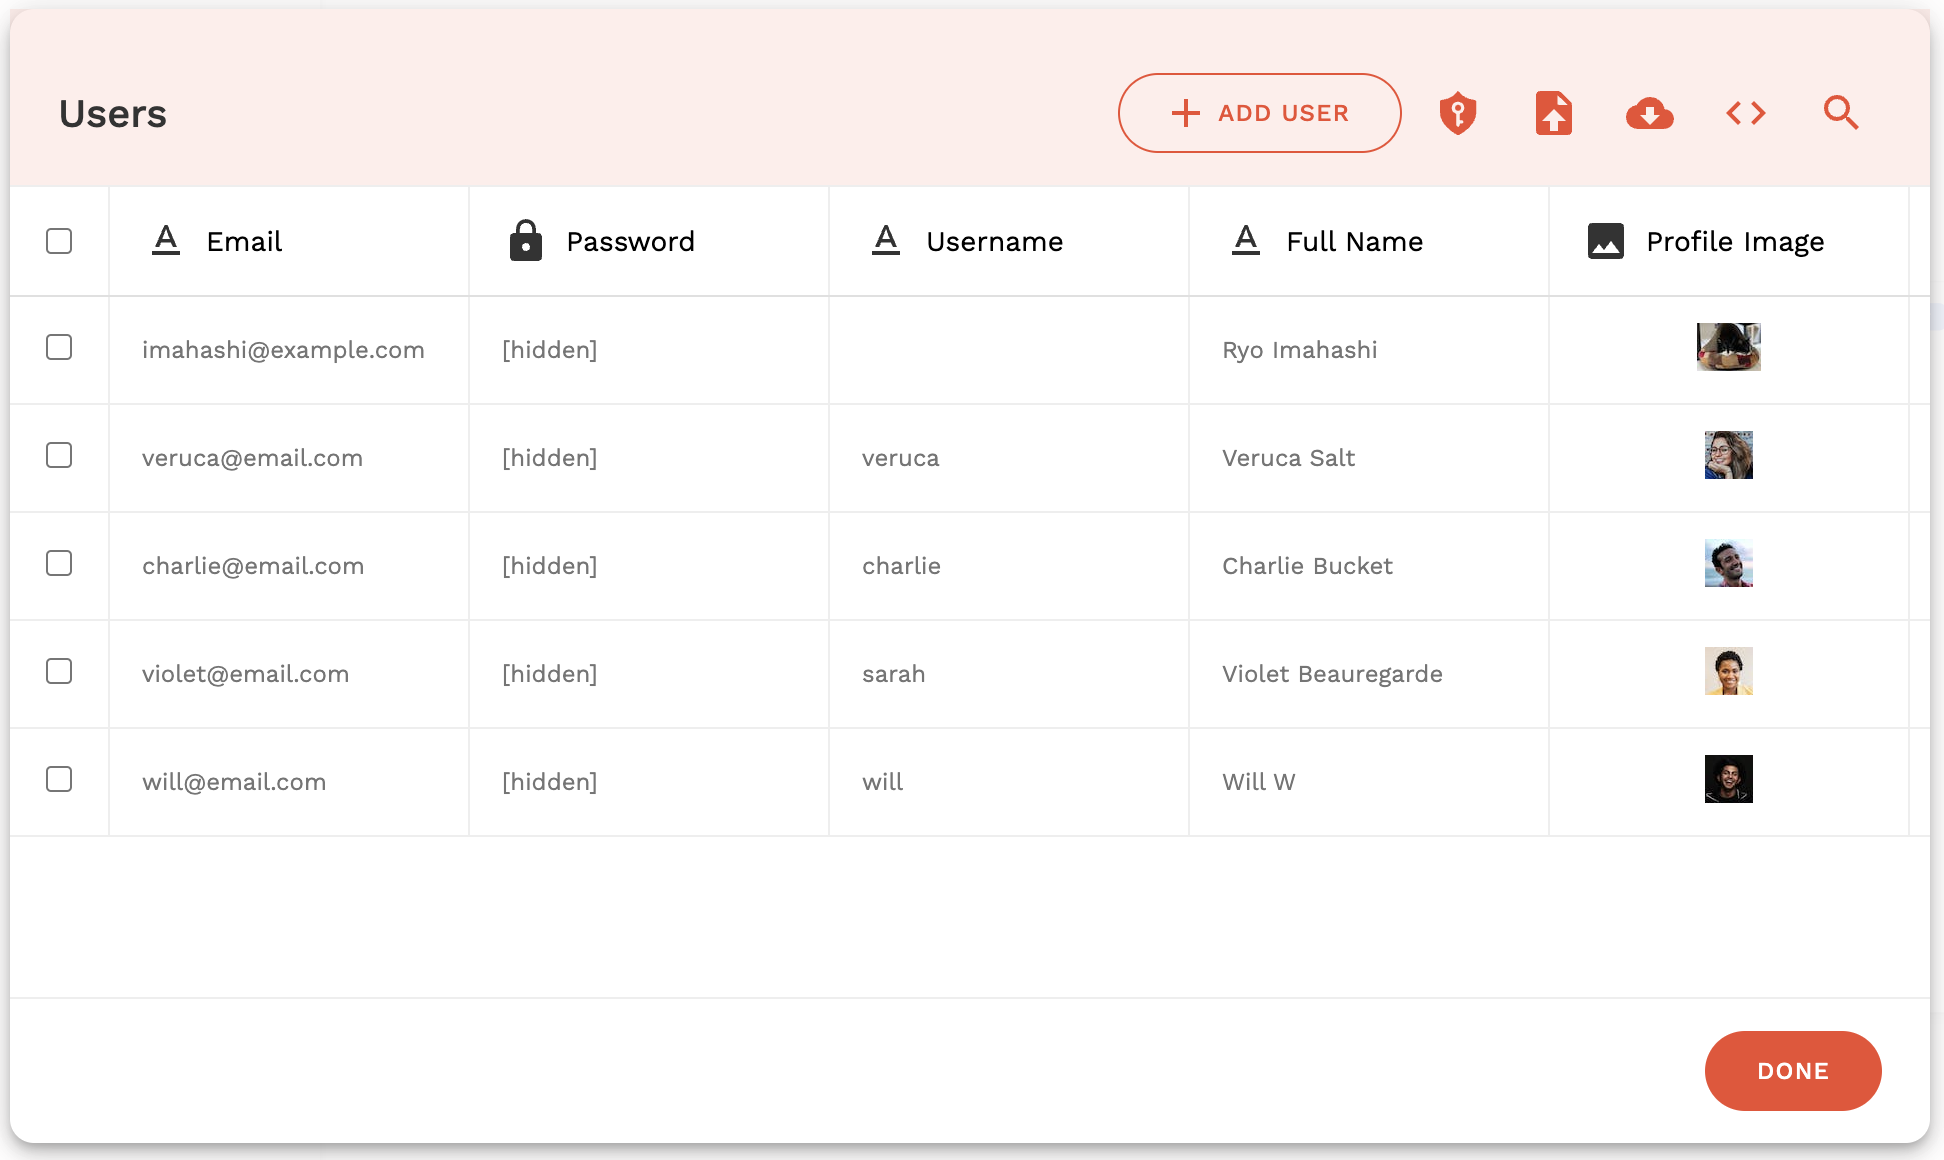 Users
ADD USER
Email Password Username Full Name Profile Image
imahashi@example.com [hidden] Ryo Imahashi
veruca@email.com [hidden] veruca Veruca Salt
charlie@email.com [hidden] charlie Charlie Bucket
violet@email.com [hidden] sarah Violet Beauregarde
will@email.com [hidden] will Will W
DONE